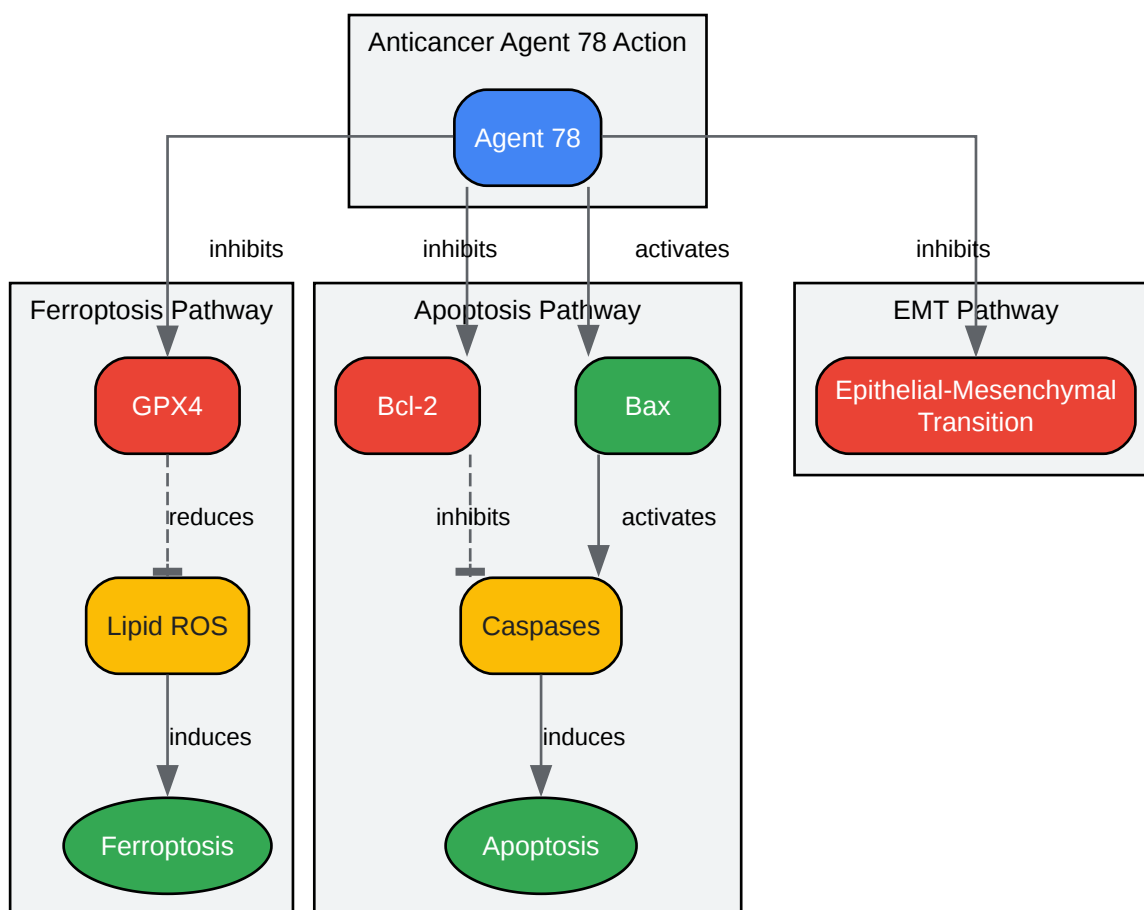 Anticancer Agent 78 Action
Agent 78
inhibits
inhibits
activates
inhibits
Ferroptosis Pathway
Apoptosis Pathway
EMT Pathway
GPX4
Bcl-2
Bax
Epithelial-Mesenchymal
Transition
reduces
inhibits
activates
Lipid ROS
Caspases
induces
induces
Ferroptosis
Apoptosis